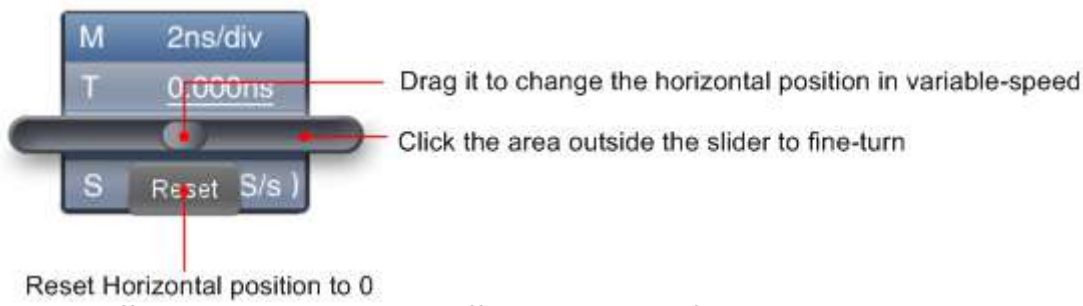 M 2ns/div
T 0.000ns
Drag it to change the horizontal position in variable-speed
Click the area outside the slider to fine-turn
S Reset S/s )
Reset Horizontal position to 0